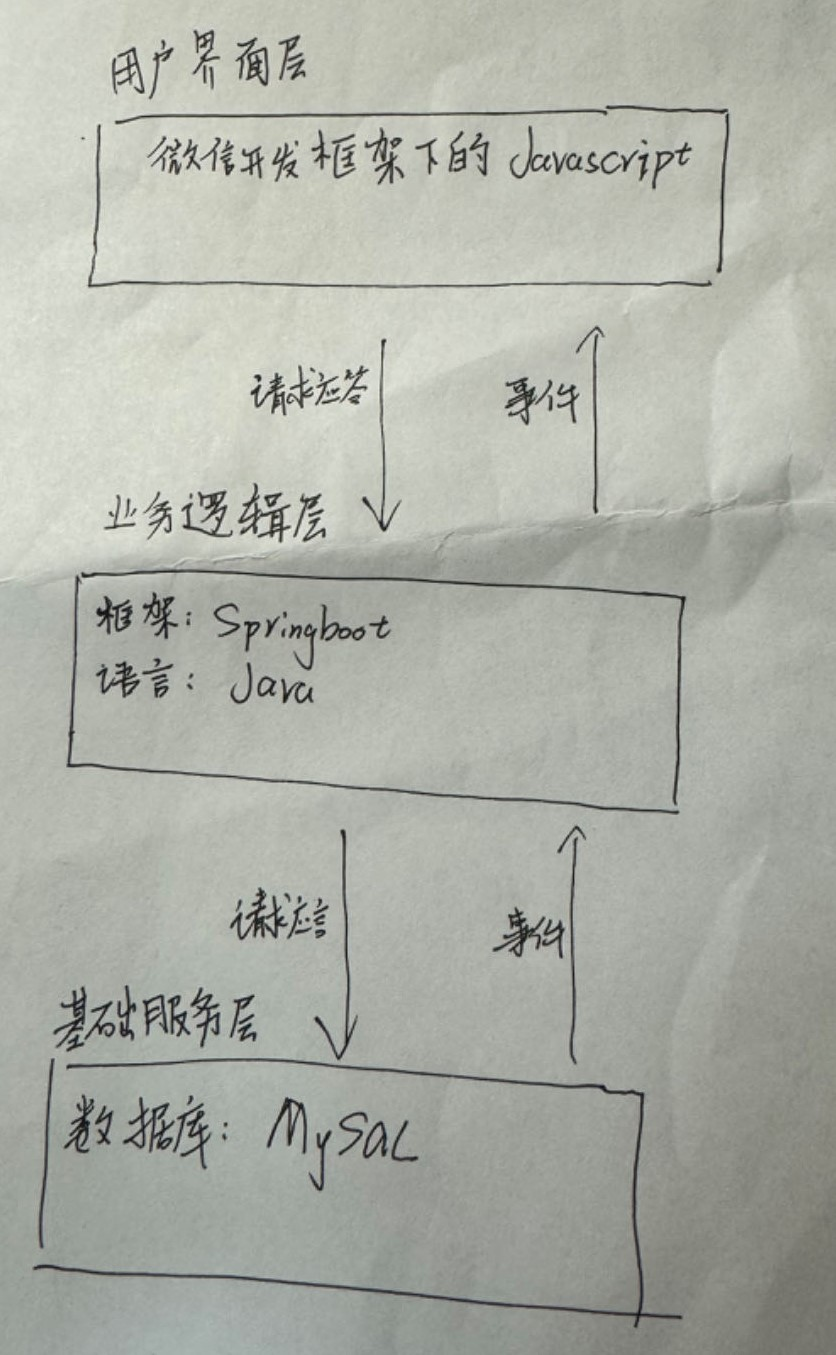 用户界面层
微信开发框架下的 Javascript
请求应答
事件
业务逻辑层
框架: Springboot
语言: Java
请求应答
事件
基础服务层
数据库: MySQL